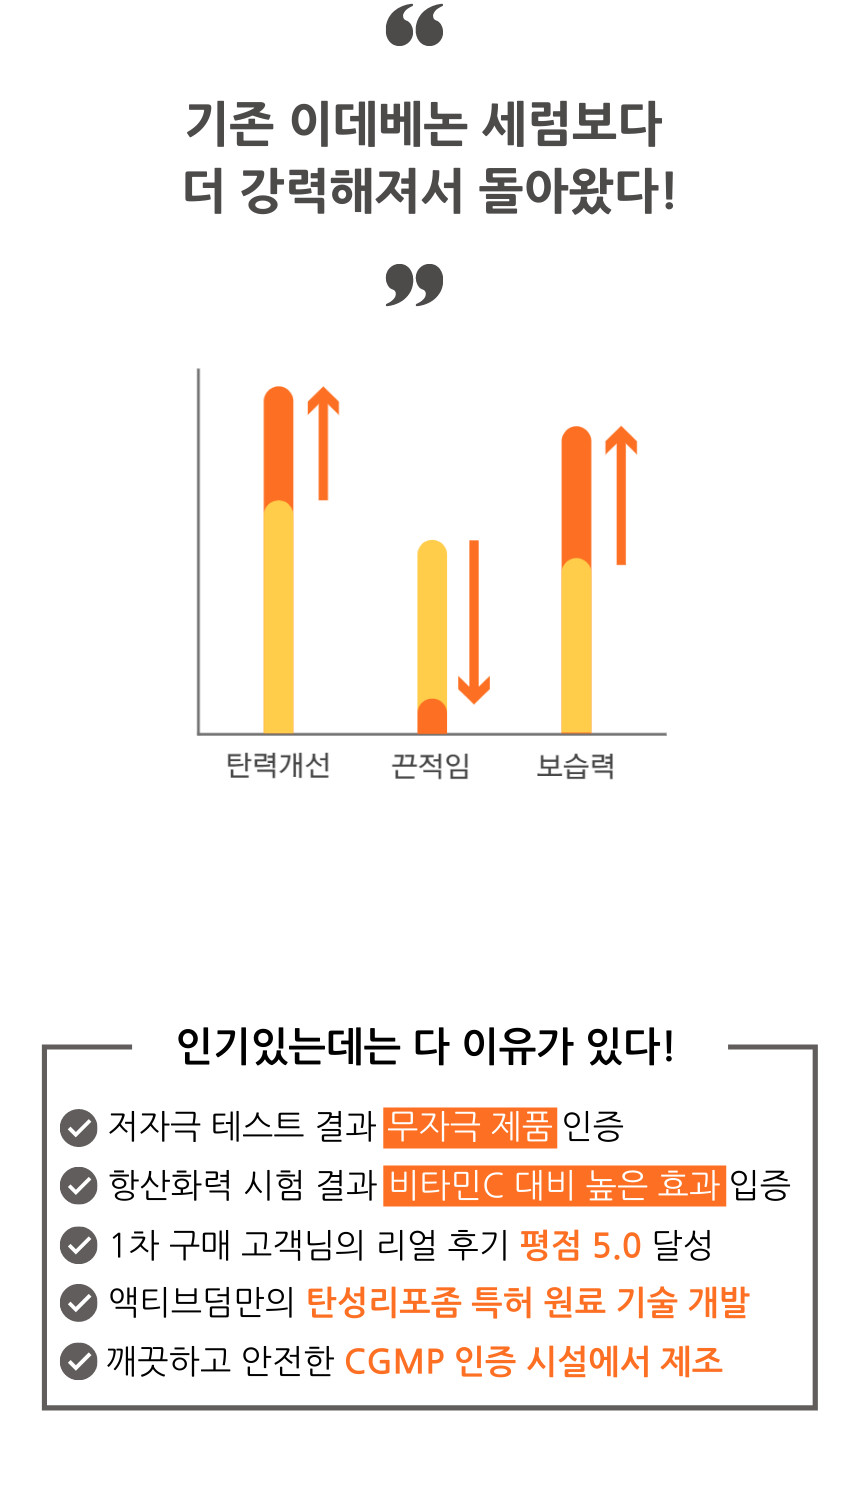 “
기존 이데베논 세럼보다
더 강력해져서 돌아왔다!
”
탄력개선 끈적임 보습력
인기있는데는 다 이유가 있다!
저자극 테스트 결과 무자극 제품 인증
항산화력 시험 결과 비타민C 대비 높은 효과 입증
1차 구매 고객님의 리얼 후기 평점 5.0 달성
액티브덤만의 탄성리포좀 특허 원료 기술 개발
깨끗하고 안전한 CGMP 인증 시설에서 제조